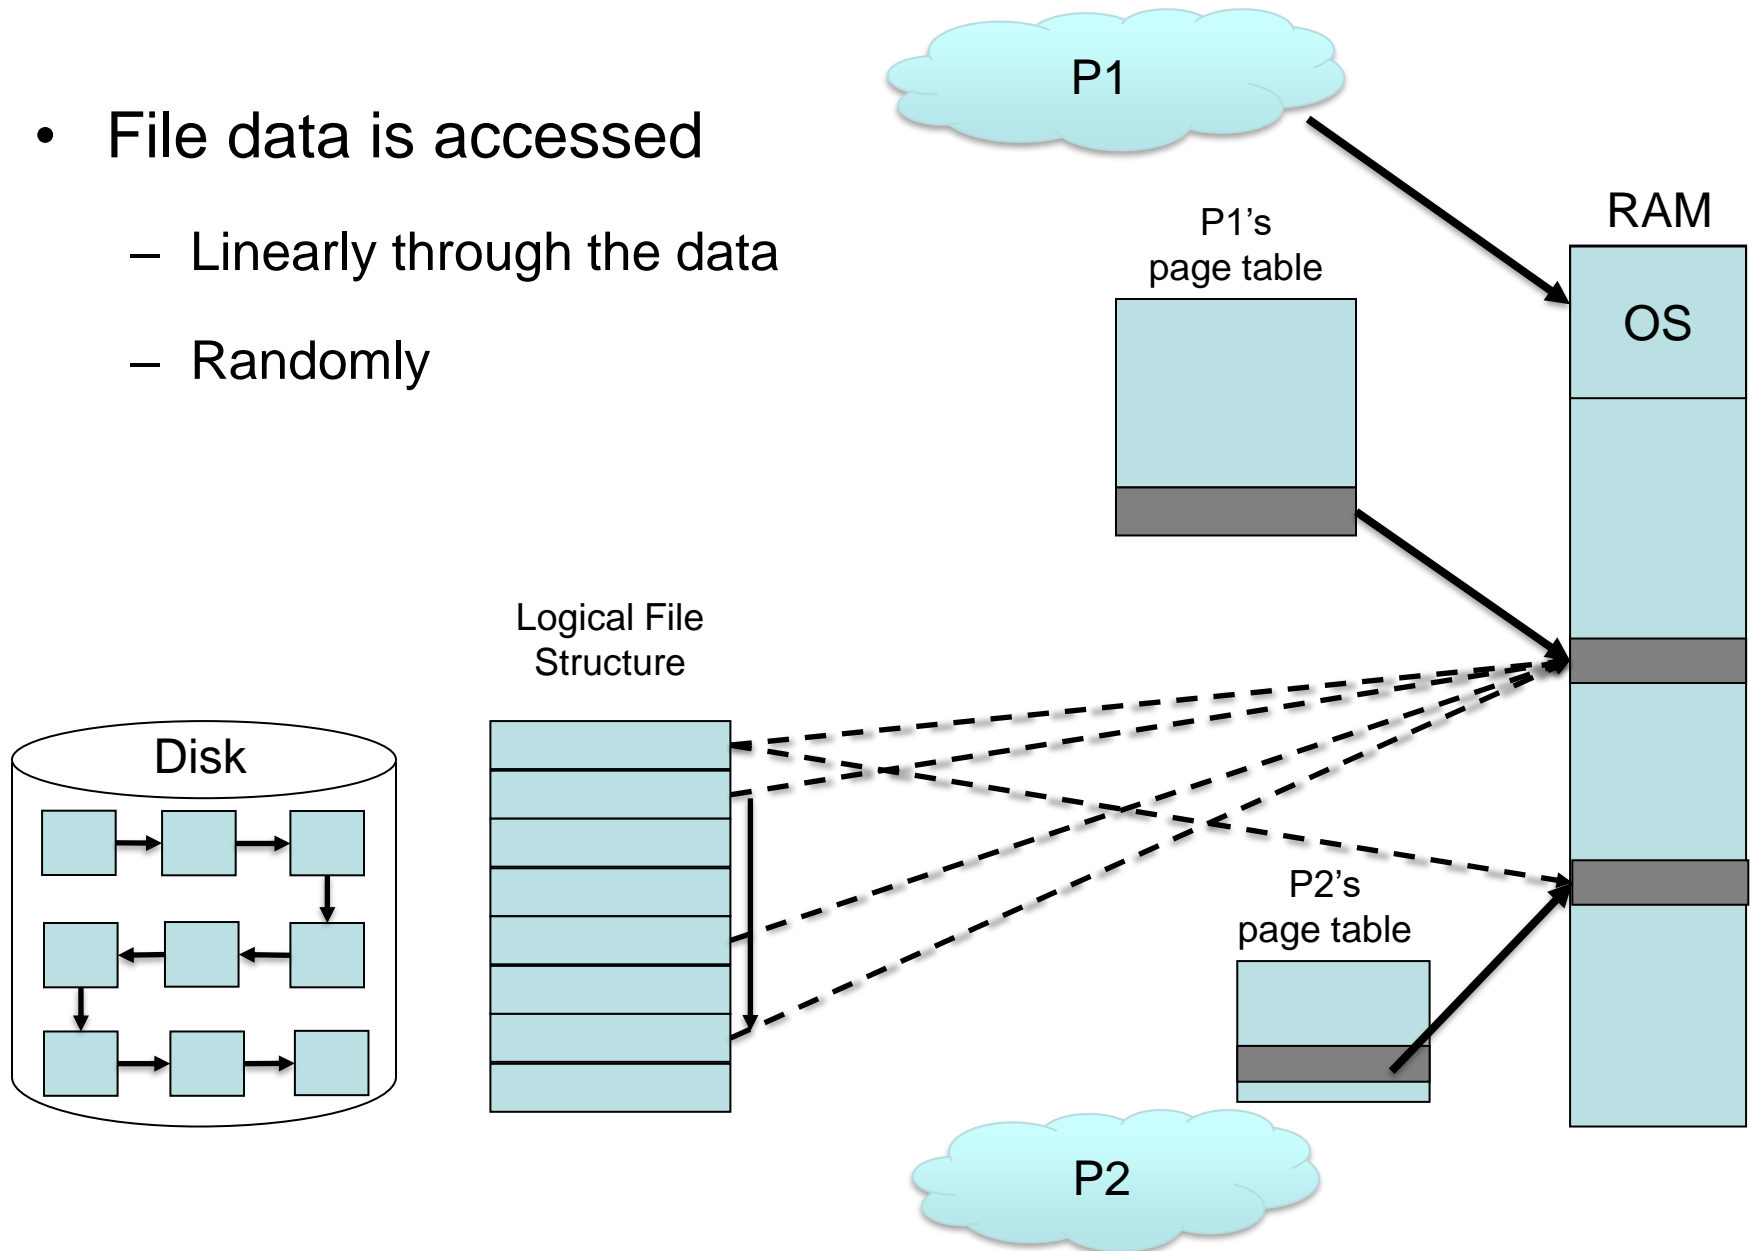 • File data is accessed
– Linearly through the data
– Randomly
P1
P1’s
page table
RAM
OS
Logical File
Structure
Disk
P2’s
page table
P2